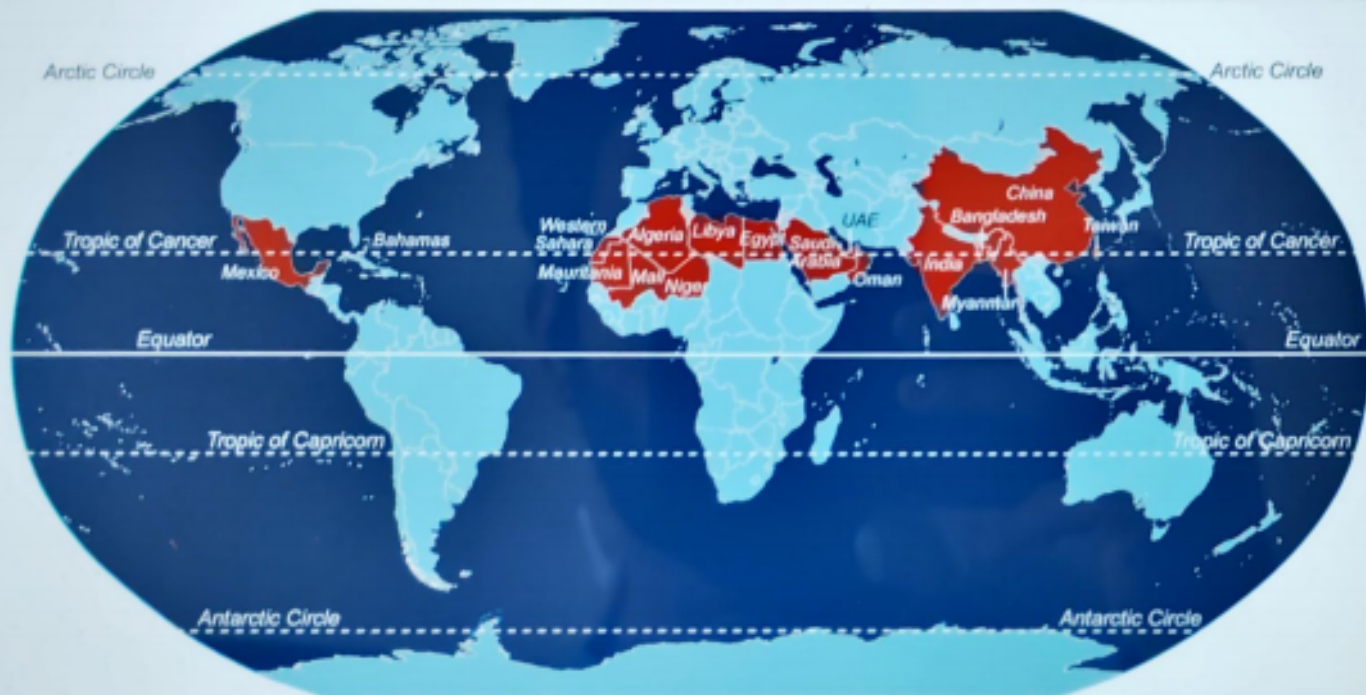 Arctic Circle
Arctic Circle
China
Bangladesh
UAE
Taiwan
Western
Sahara
Algeria
Libya
Egypt
Saudi
Arabia
Tropic of Cancer
Bahamas
Tropic of Cancer
Mexico
Mauritania
Mali
Niger
Oman
India
Myanmar
Equator
Equator
Tropic of Capricorn
Tropic of Capricorn
Antarctic Circle
Antarctic Circle